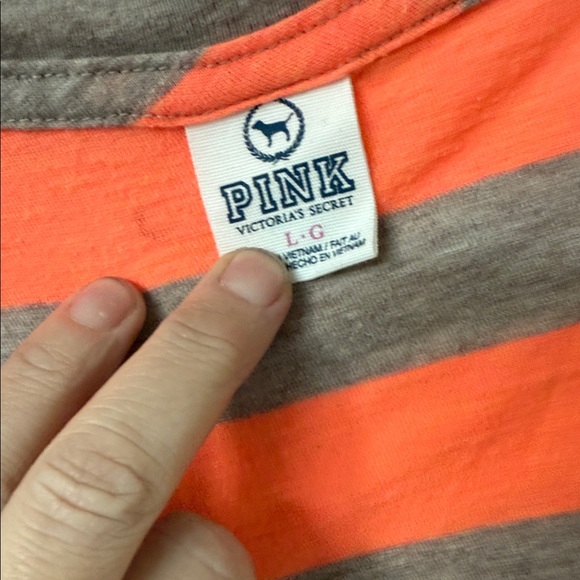 PINK
VICTORIA'S SECRET
L · G
VIETNAM / FAIT AU
HECHO EN VIETNAM